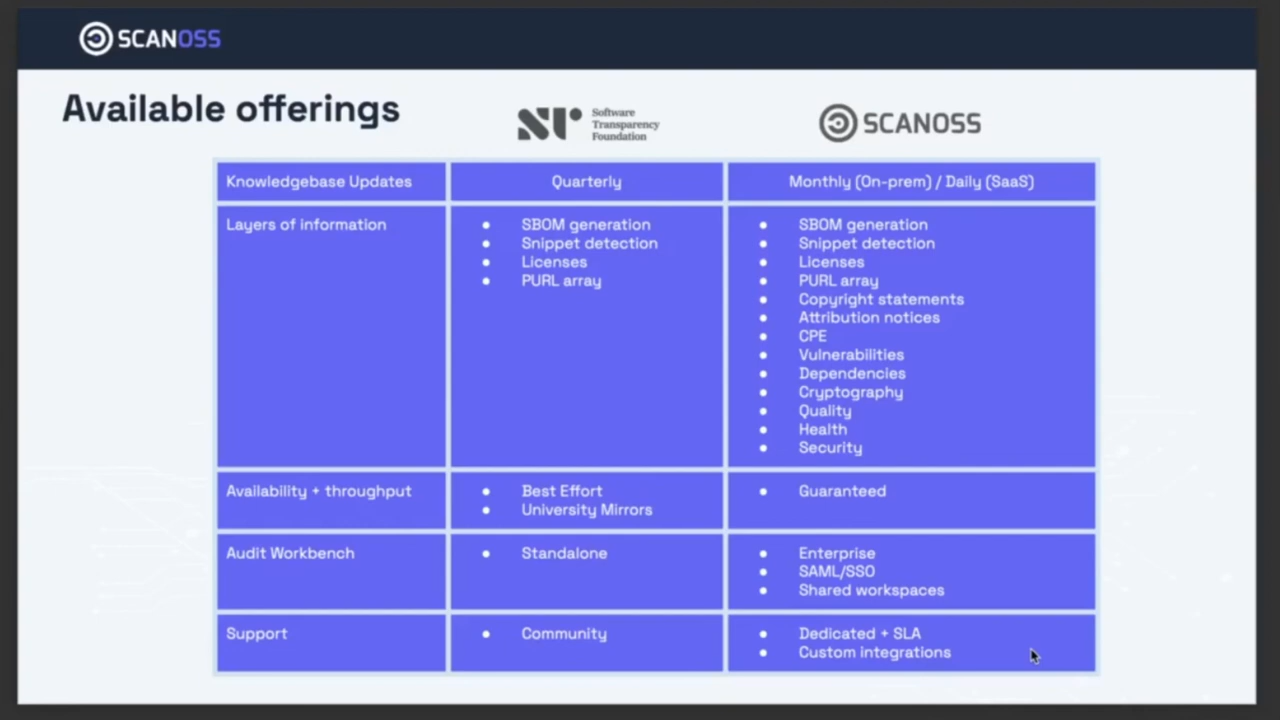 SCANOSS
Available offerings
Software
Transparency
Foundation
SCANOSS
Knowledgebase Updates
Quarterly
Monthly (On-prem) / Daily (SaaS)
Layers of information
SBOM generation
Snippet detection
Licenses
PURL array
SBOM generation
Snippet detection
Licenses
PURL array
Copyright statements
Attribution notices
CPE
Vulnerabilities
Dependencies
Cryptography
Quality
Health
Security
Availability + throughput
Best Effort
University Mirrors
Guaranteed
Audit Workbench
Standalone
Enterprise
SAML/SSO
Shared workspaces
Support
Community
Dedicated + SLA
Custom integrations